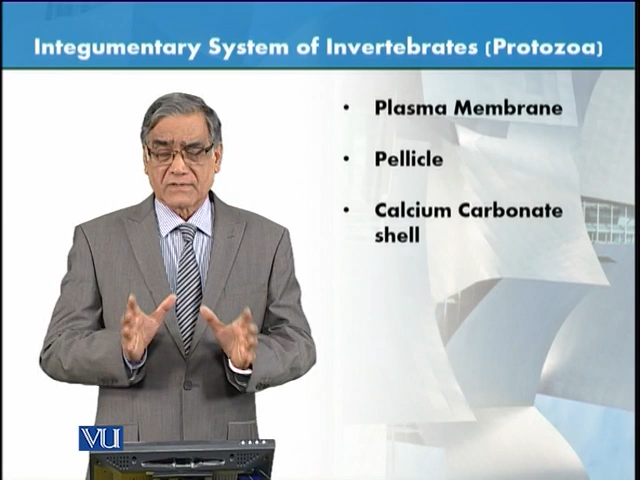 Integumentary System of Invertebrates (Protozoa)
• Plasma Membrane
• Pellicle
• Calcium Carbonate
shell
VU